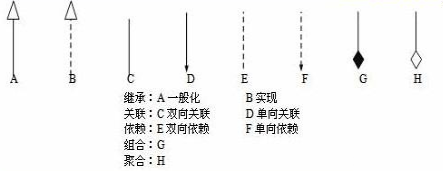 A B C D E F G H
继承：A 一般化 B 实现
关联：C 双向关联 D 单向关联
依赖：E 双向依赖 F 单向依赖
组合：G
聚合：H